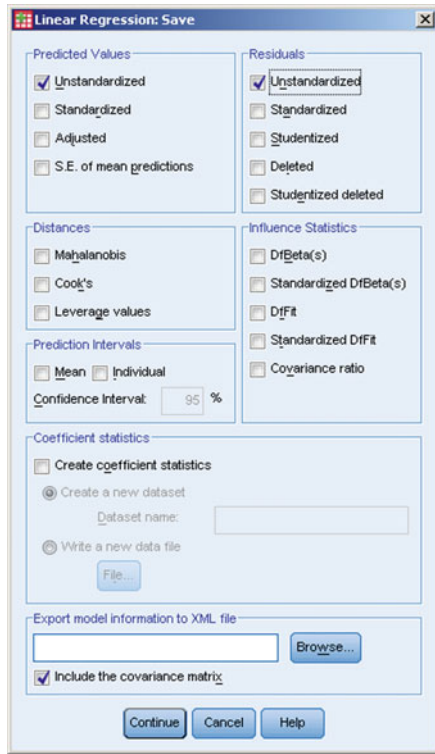 Linear Regression: Save
Predicted Values
Unstandardized
Standardized
Adjusted
S.E. of mean predictions
Residuals
Unstandardized
Standardized
Studentized
Deleted
Studentized deleted
Distances
Mahalanobis
Cook's
Leverage values
Influence Statistics
DfBeta(s)
Standardized DfBeta(s)
DfFit
Standardized DfFit
Covariance ratio
Prediction Intervals
Mean Individual
Confidence Interval: 95 %
Coefficient statistics
Create coefficient statistics
Create a new dataset
Dataset name:
Write a new data file
File...
Export model information to XML file
Browse...
Include the covariance matrix
Continue Cancel Help